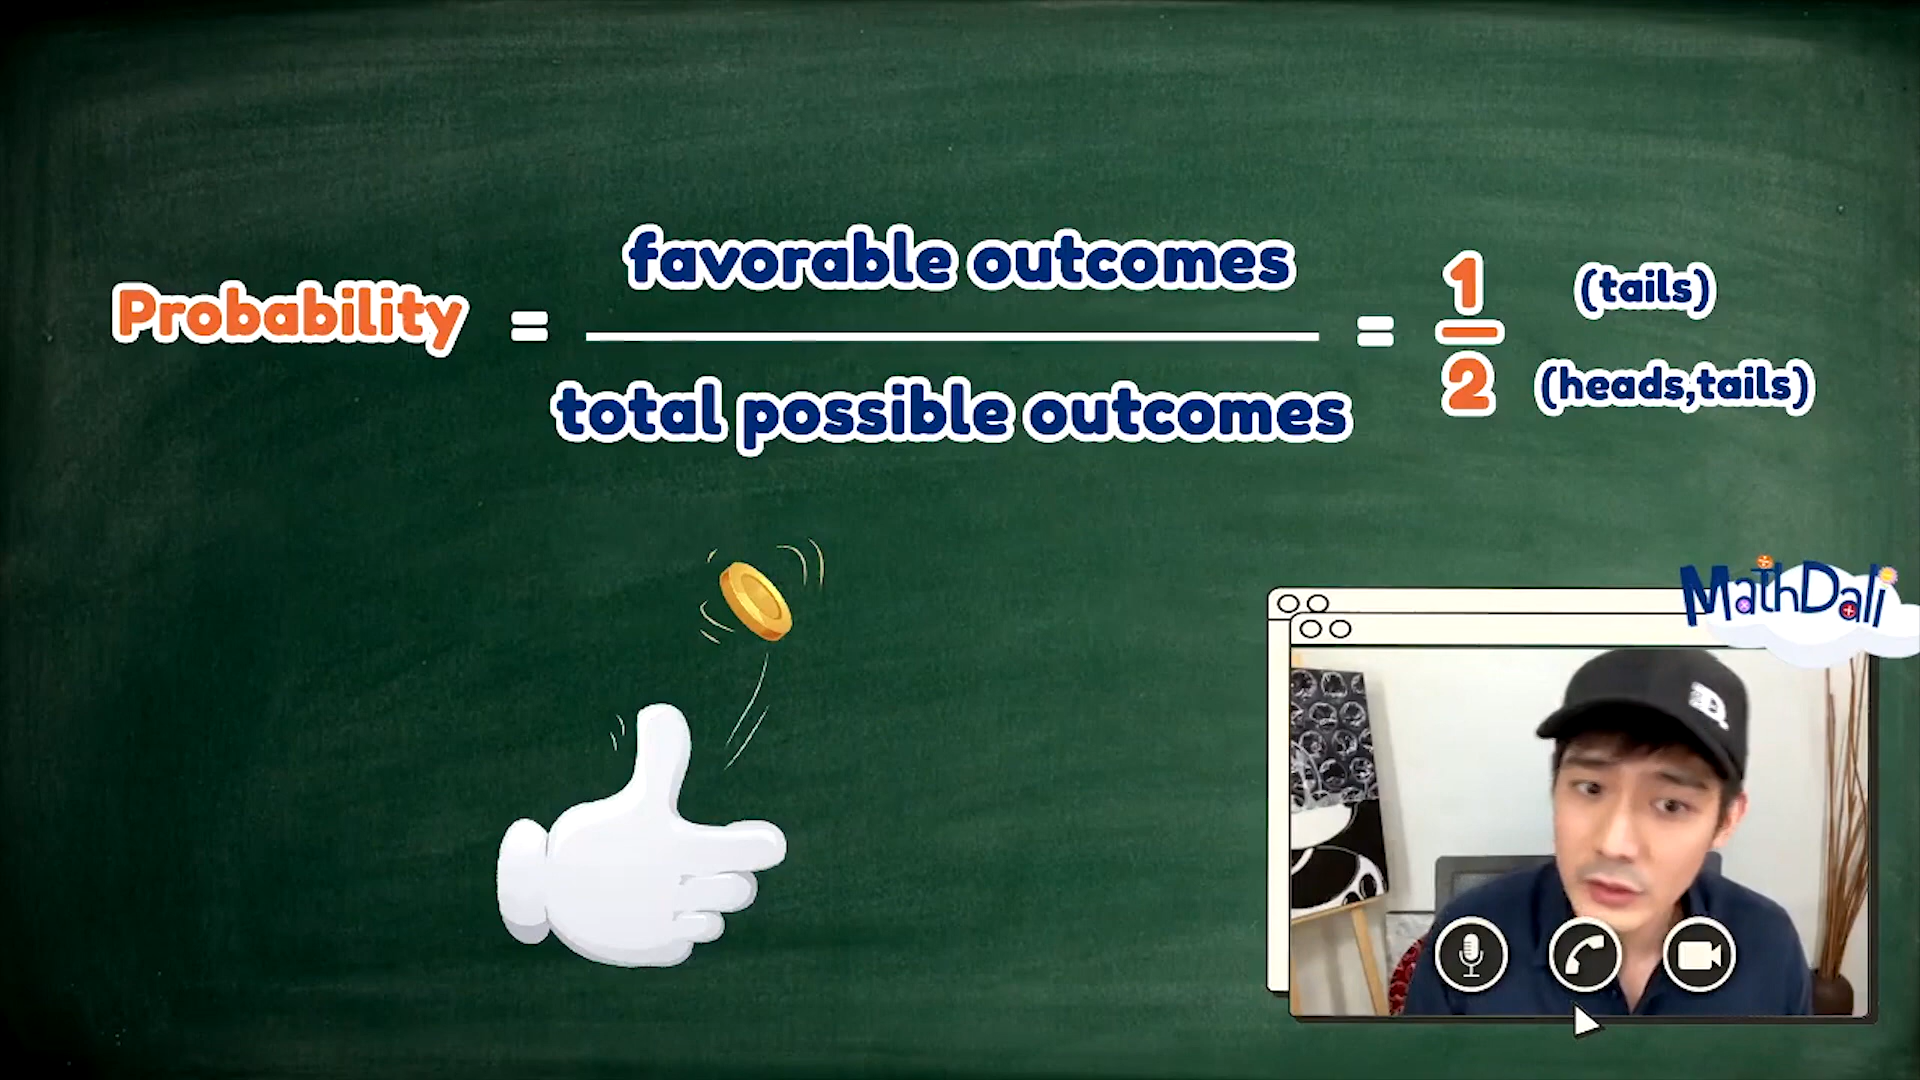 Probability
=
favorable outcomes
total possible outcomes
=
1
2
(tails)
(heads,tails)
MathDali
D